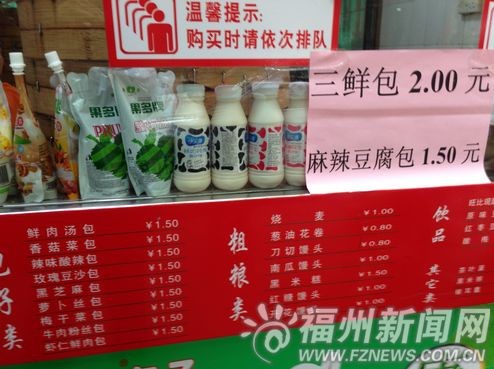 温馨提示:
购买时请依次排队
三鲜包 2.00 元
麻辣豆腐包 1.50 元
果多牌
鲜肉汤包 ¥1.50
香菇菜包 ¥1.50
辣味酸辣包 ¥1.50
玫瑰豆沙包 ¥1.50
黑芝麻包 ¥1.50
萝卜丝包 ¥1.50
梅干菜包 ¥1.50
牛肉粉丝包 ¥1.50
虾仁鲜肉包 ¥1.50
粗粮类
烧麦 ¥1.00
葱油花卷 ¥0.80
刀切馒头 ¥0.80
南瓜馒头 ¥1.00
黑米糕
红糖馒头
饮品
其它类
福州新闻网
WWW.FZNEWS.COM.CN